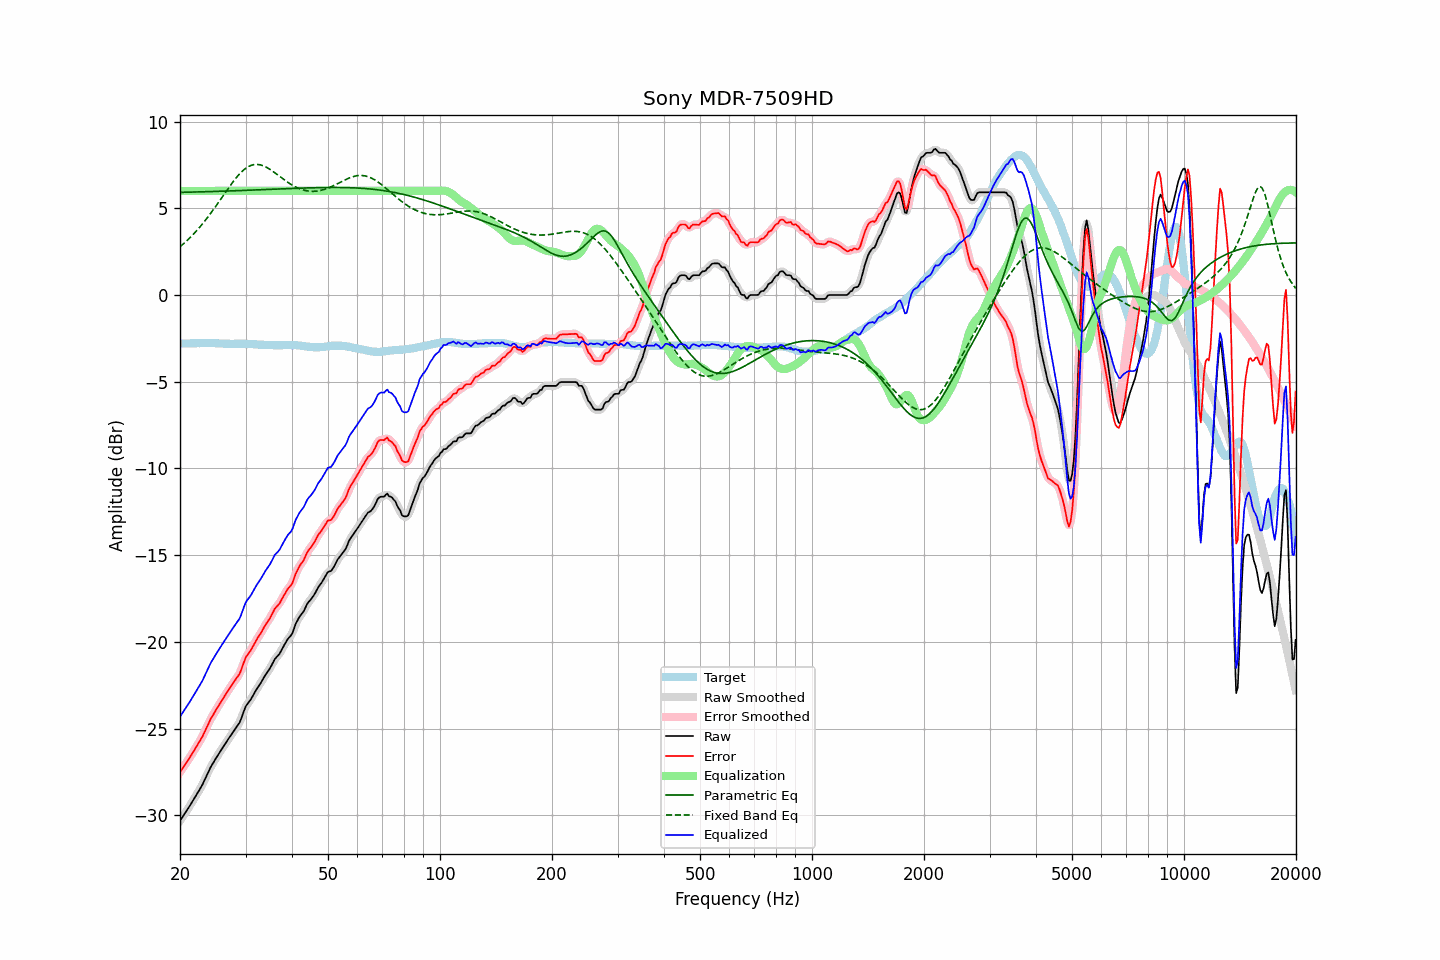 Sony MDR-7509HD
Amplitude (dBr)
10
5
0
−5
−10
−15
−20
−25
−30
Target
Raw Smoothed
Error Smoothed
Raw
Error
Equalization
Parametric Eq
Fixed Band Eq
Equalized
20 50 100 200 500 1000 2000 5000 10000 20000
Frequency (Hz)